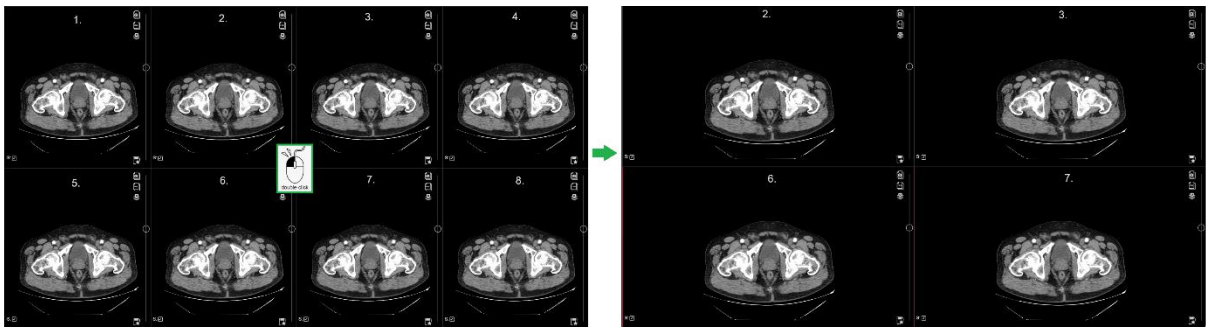 1. 2. 3. 4.
double click
5. 6. 7. 8.
2. 3.
6. 7.